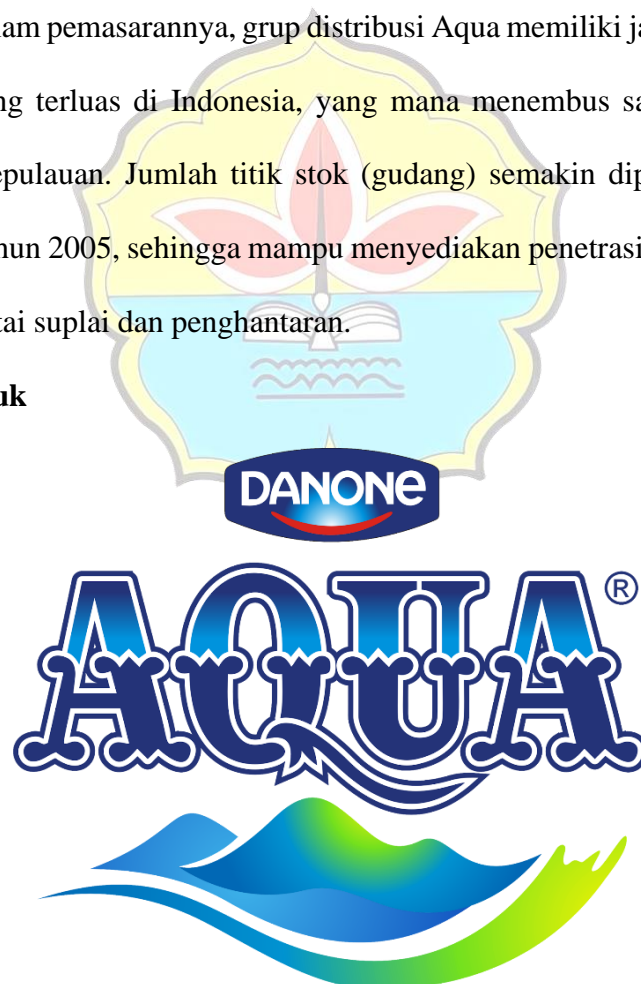 lam pemasarannya, grup distribusi Aqua memiliki ja
ng terluas di Indonesia, yang mana menembus sa
epulauan. Jumlah titik stok (gudang) semakin dip
hun 2005, sehingga mampu menyediakan penetrasi
tai suplai dan penghantaran.
uk
DANONe
AQUA®